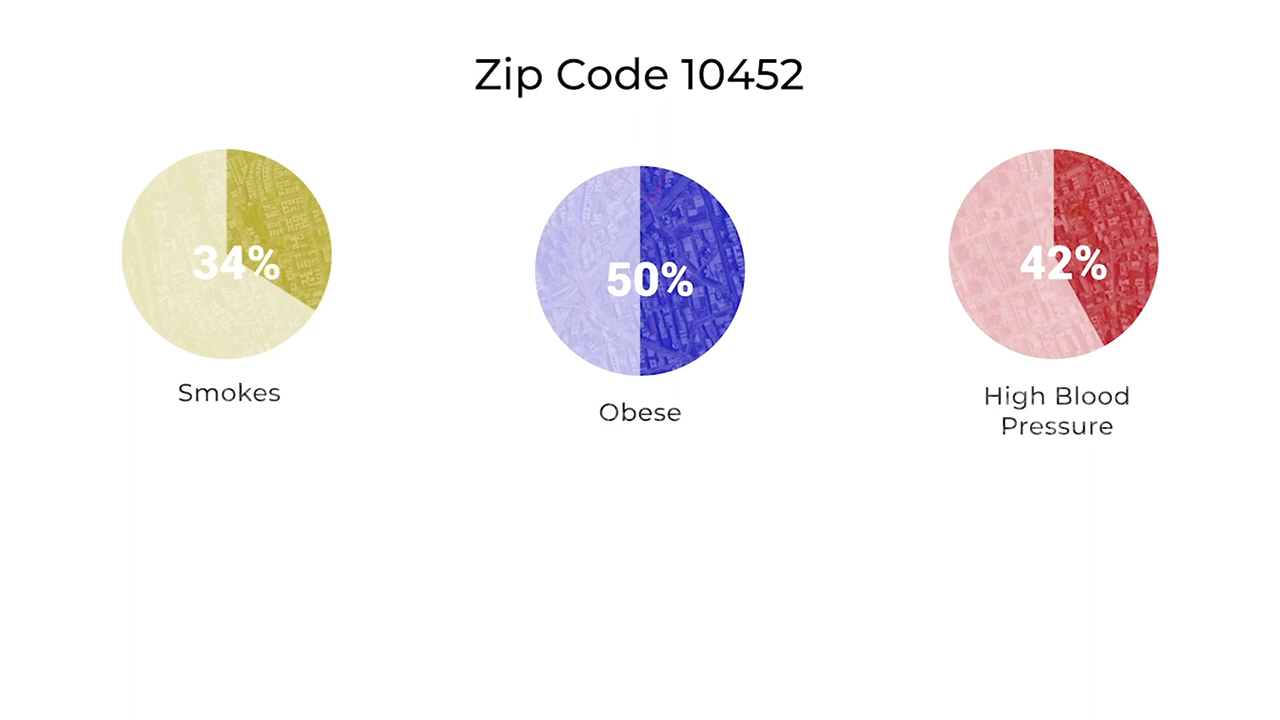 Zip Code 10452
34%
Smokes
50%
Obese
42%
High Blood
Pressure